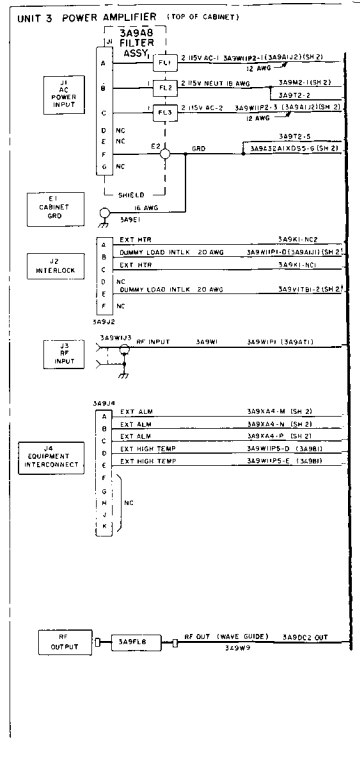 UNIT 3 POWER AMPLIFIER (TOP OF CABINET)
3A9A8
FILTER
ASSY
J1
J1
AC
POWER
INPUT
A 1 FL1 2 115V AC-1 3A9W11P2-1(3A9A1J2)(SH 2)
12 AWG
B 1 FL2 2 115V NEUT 18 AWG 3A9M2-1(SH 2)
3A9T2-2
C 1 FL3 2 115V AC-2 3A9W11P2-3 (3A9A1J2)(SH 2)
12 AWG
D NC
E NC
3A9T2-5
F E2 GRD 3A9A32A1XDS5-6(SH 2)
G NC
SHIELD
E1
CABINET
GRD
16 AWG
3A9E1
J2
INTERLOCK
A EXT HTR 3A9K1-NC2
B DUMMY LOAD INTLK 20 AWG 3A9W11P1-D(3A9A1J1)(SH 2)
C EXT HTR 3A9K1-NC1
D NC
E DUMMY LOAD INTLK 20 AWG 3A9V1TB1-2(SH 2)
F NC
3A9J2
J3
RF
INPUT
3A9W1J3 RF INPUT 3A9W1 3A9W1P1 (3A9AT1)
3A9J4
J4
EQUIPMENT
INTERCONNECT
A EXT ALM 3A9XA4-M (SH 2)
B EXT ALM 3A9XA4-N (SH 2)
C EXT ALM 3A9XA4-P (SH 2)
D EXT HIGH TEMP 3A9W11P5-D (3A9B1)
E EXT HIGH TEMP 3A9W11P5-E (3A9B1)
F
G
H NC
J
K
RF
OUTPUT
3A9FL8
RF OUT (WAVE GUIDE) 3A9DC2 OUT
3A9W9